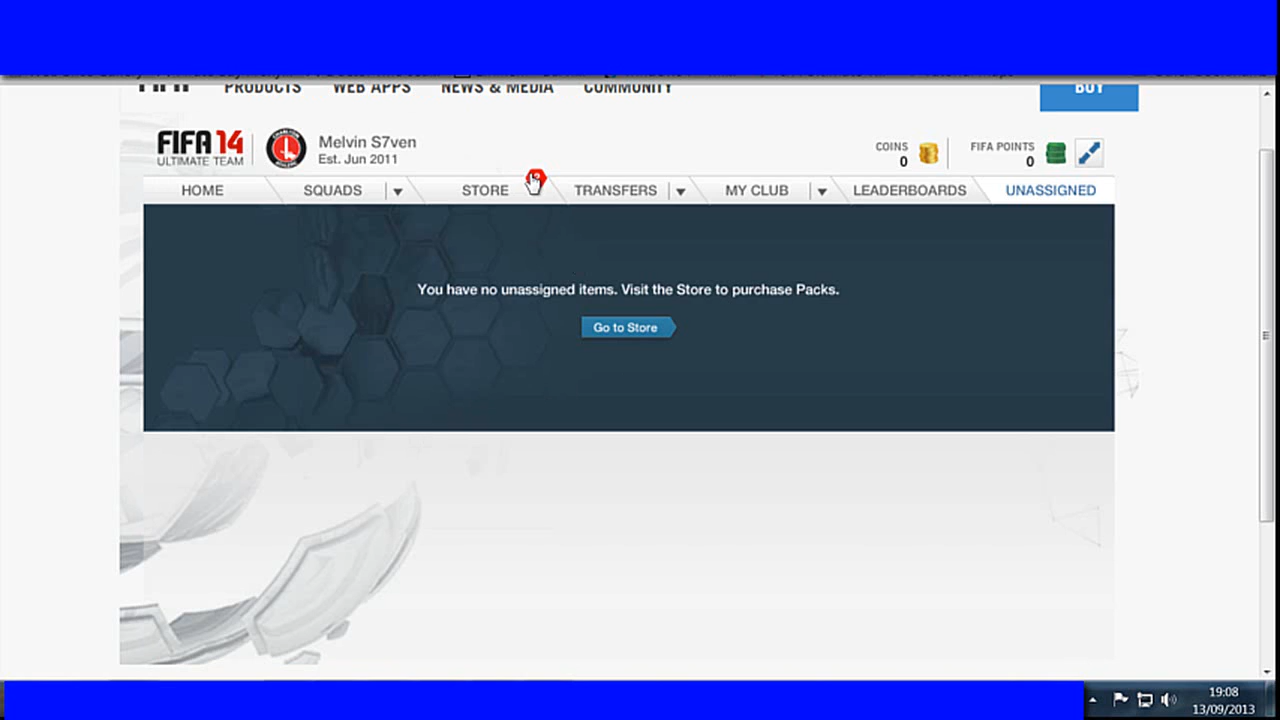 PRODUCTS WEB APPS NEWS & MEDIA COMMUNITY BUY
FIFA 14
ULTIMATE TEAM
Melvin S7ven
Est. Jun 2011
COINS
0
FIFA POINTS
0
HOME SQUADS STORE TRANSFERS MY CLUB LEADERBOARDS UNASSIGNED
You have no unassigned items. Visit the Store to purchase Packs.
Go to Store
19:08
13/09/2013